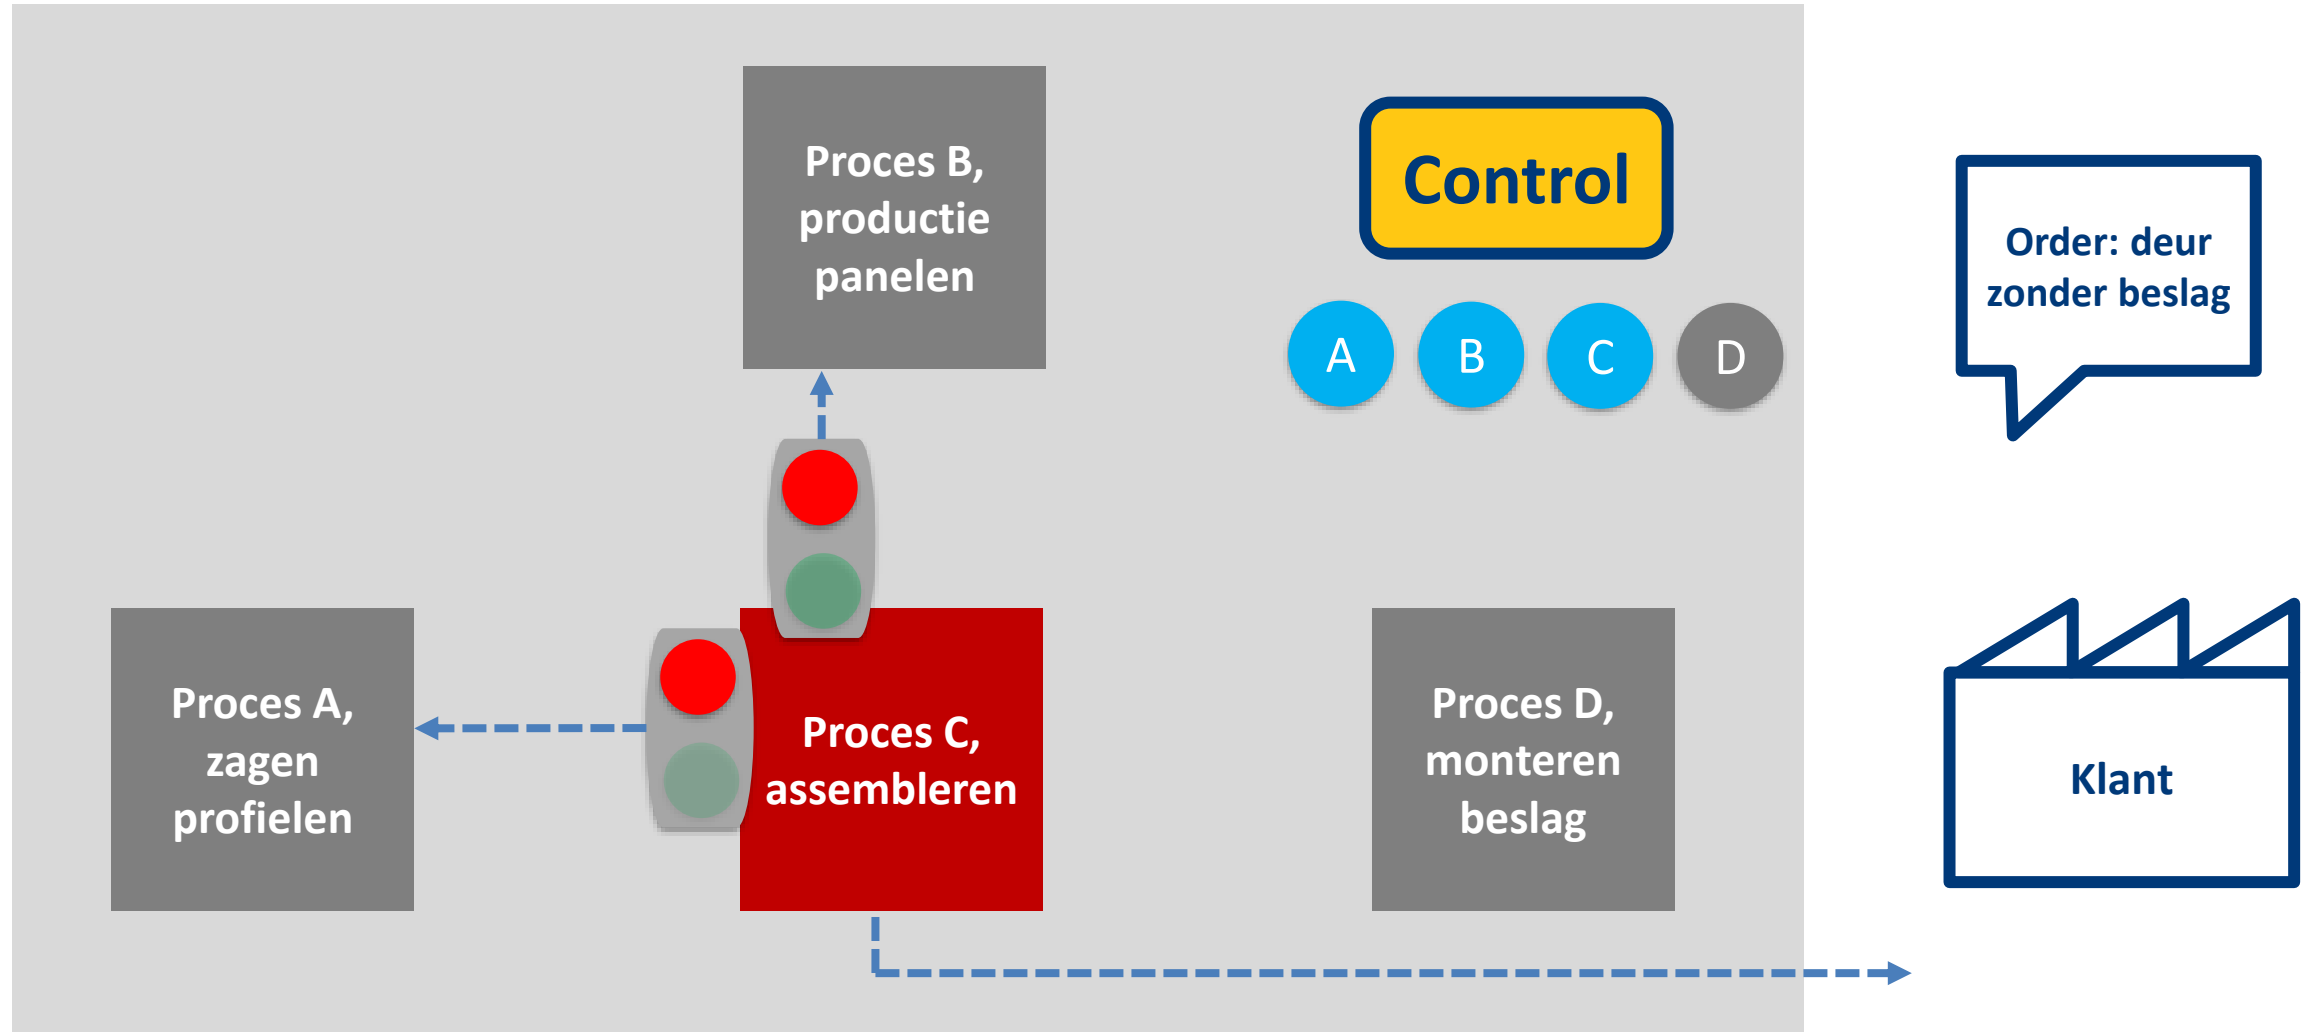 Proces B,
productie
panelen
Control
Order: deur
zonder beslag
A
B
C
D
Proces A,
zagen
profielen
Proces C,
assembleren
Proces D,
monteren
beslag
Klant